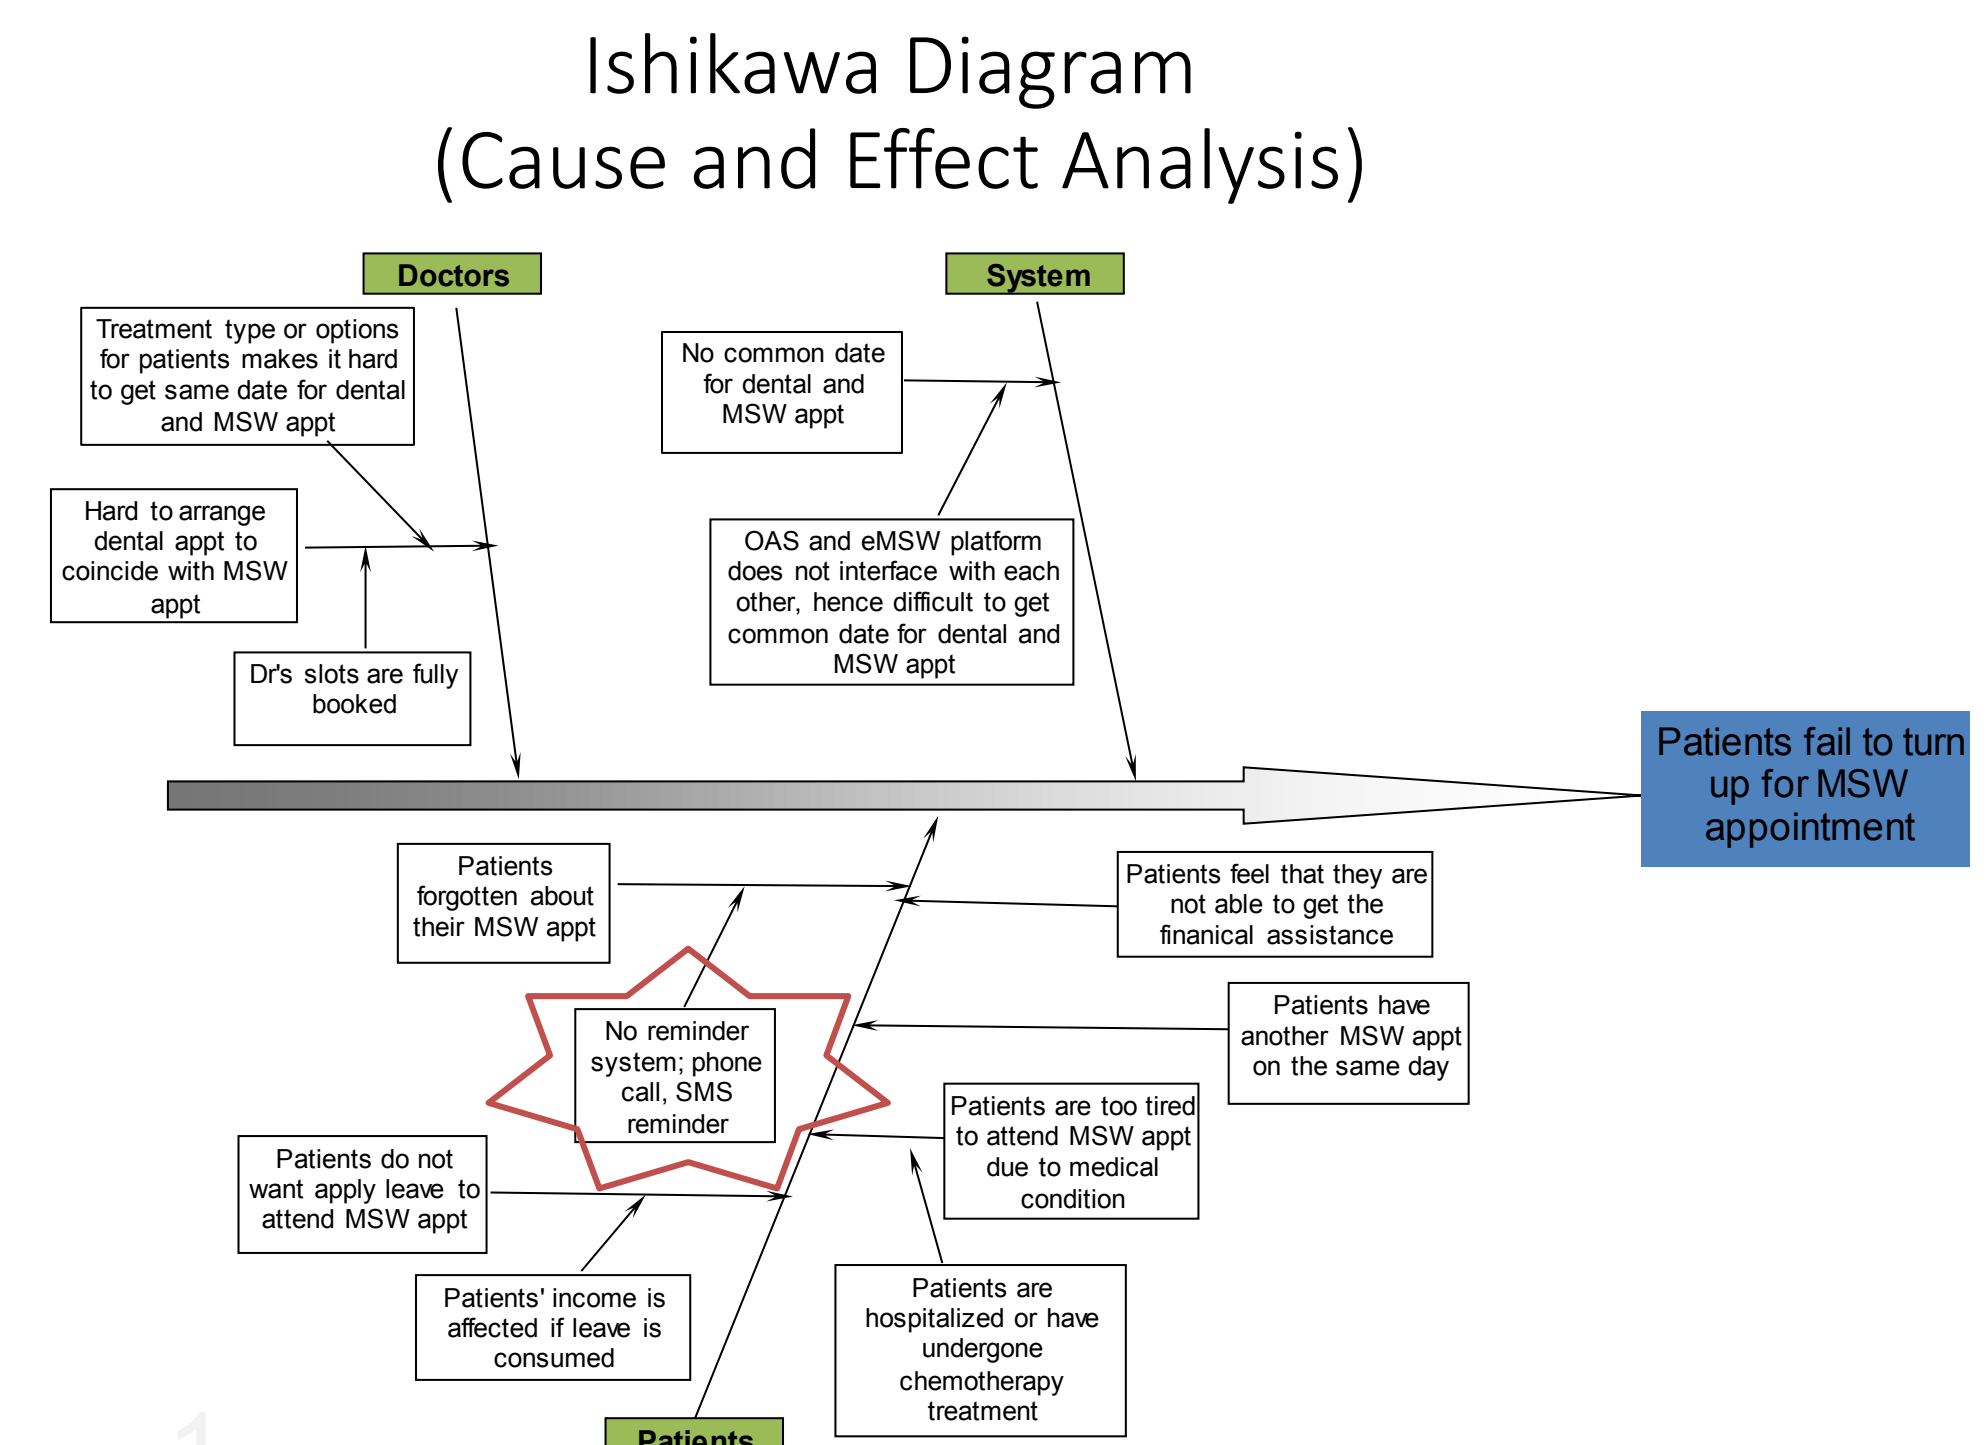 Ishikawa Diagram
(Cause and Effect Analysis)
Doctors
System
Treatment type or options
for patients makes it hard
to get same date for dental
and MSW appt
No common date
for dental and
MSW appt
Hard to arrange
dental appt to
coincide with MSW
appt
OAS and eMSW platform
does not interface with each
other, hence difficult to get
common date for dental and
MSW appt
Dr's slots are fully
booked
Patients fail to turn
up for MSW
appointment
Patients
forgotten about
their MSW appt
Patients feel that they are
not able to get the
finanical assistance
No reminder
system; phone
call, SMS
reminder
Patients have
another MSW appt
on the same day
Patients are too tired
to attend MSW appt
due to medical
condition
Patients do not
want apply leave to
attend MSW appt
Patients' income is
affected if leave is
consumed
Patients are
hospitalized or have
undergone
chemotherapy
treatment
Patients
1